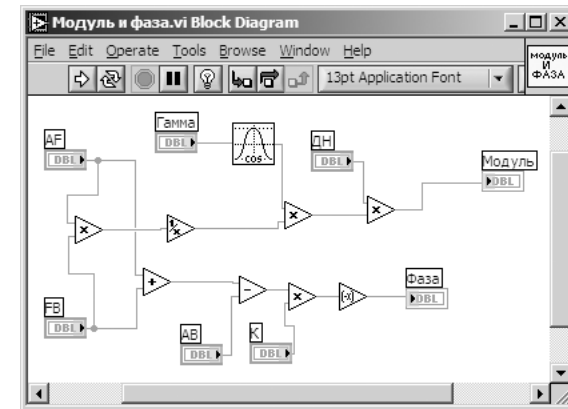 Модуль и фаза.vi Block Diagram
File Edit Operate Tools Browse Window Help
13pt Application Font
модуль
И
ФАЗА
AF
DBL
Гамма
DBL
cos
ДН
DBL
Модуль
DBL
x
1/x
x
x
+
FB
DBL
−
x
(-x)
Фаза
DBL
AB
DBL
К
DBL